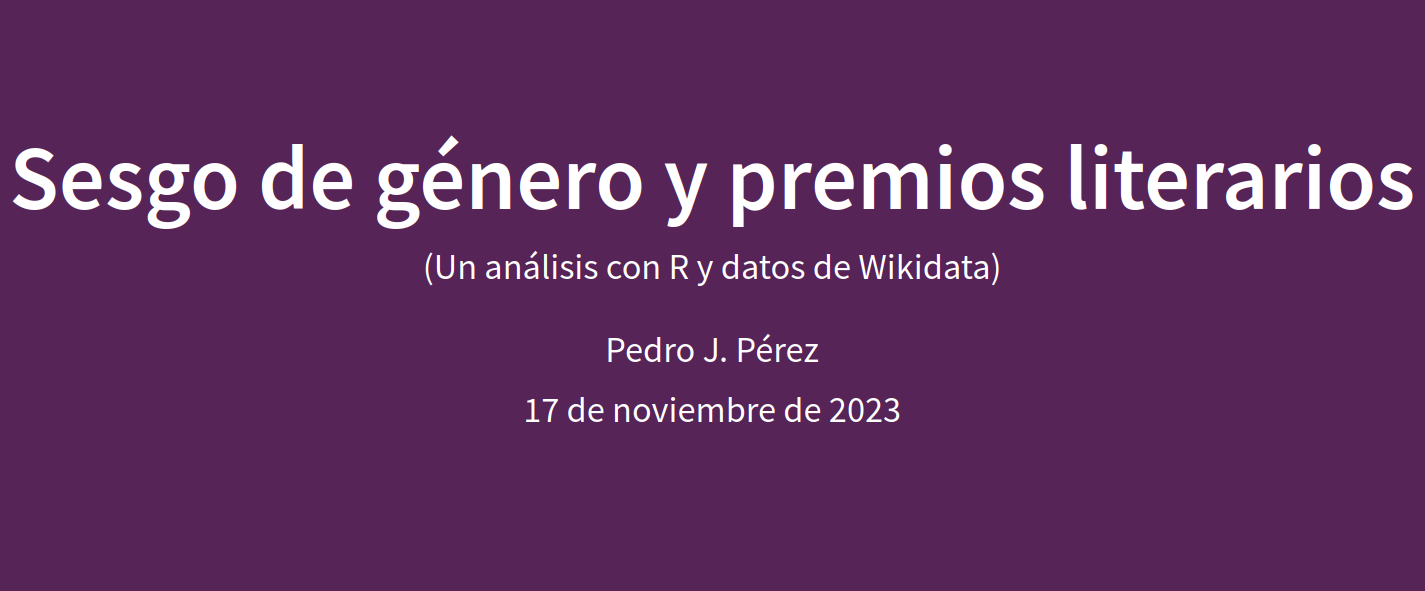 Sesgo de género y premios literarios
(Un análisis con R y datos de Wikidata)
Pedro J. Pérez
17 de noviembre de 2023